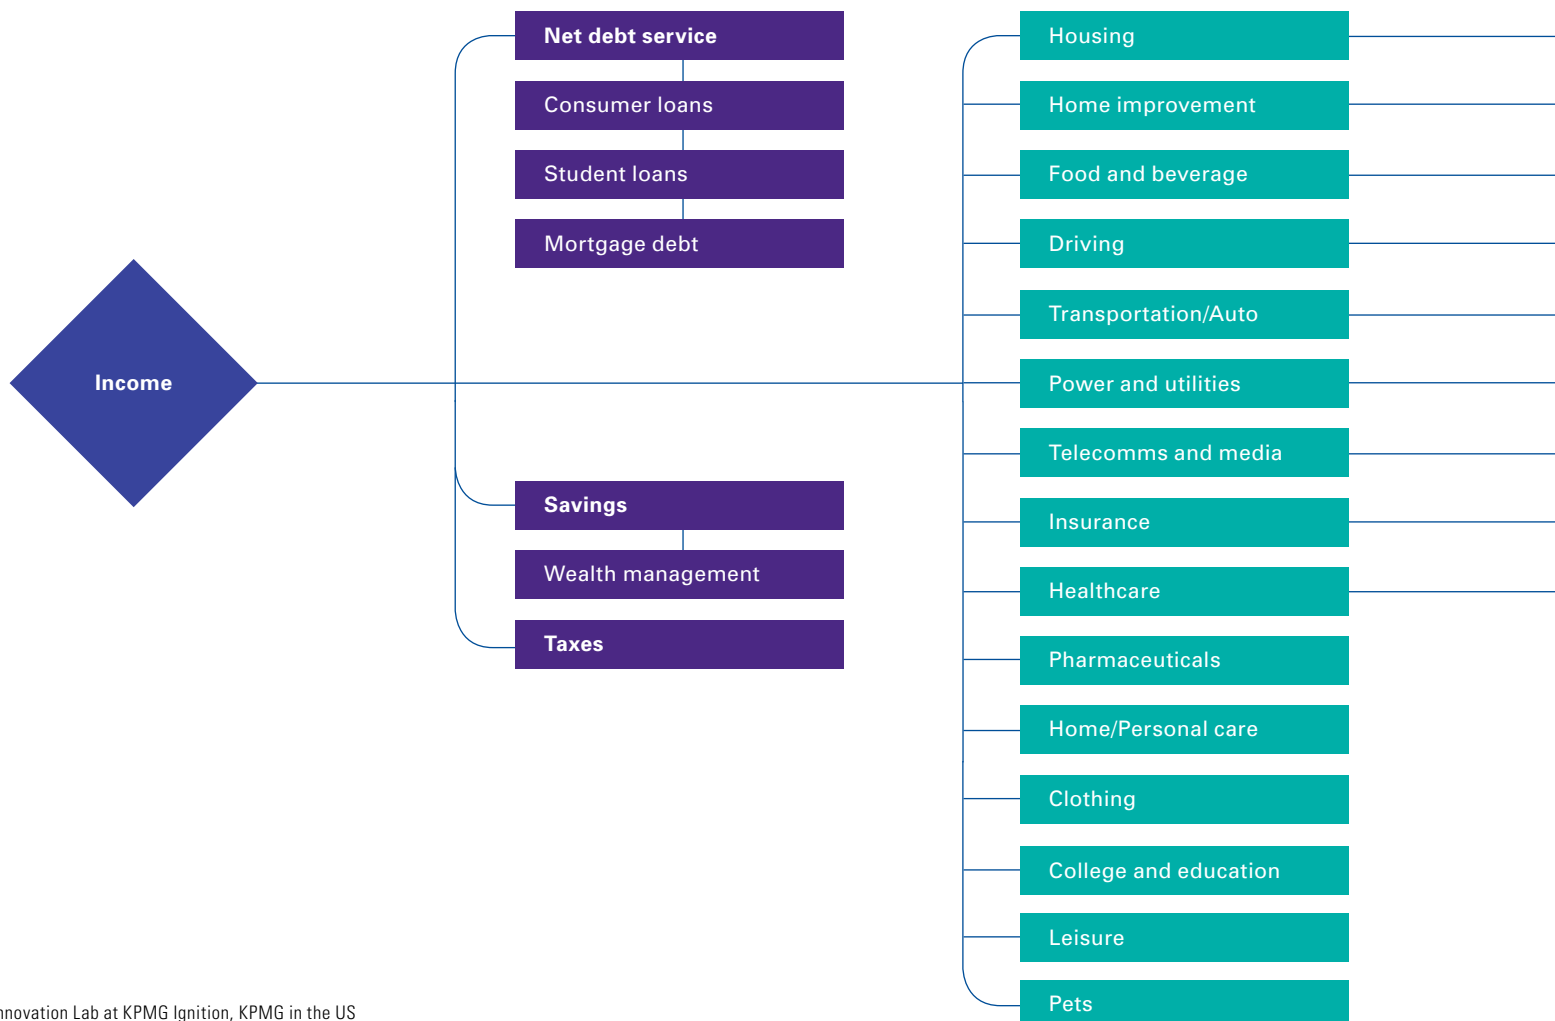 Income
Net debt service
Consumer loans
Student loans
Mortgage debt
Savings
Wealth management
Taxes
Housing
Home improvement
Food and beverage
Driving
Transportation/Auto
Power and utilities
Telecomms and media
Insurance
Healthcare
Pharmaceuticals
Home/Personal care
Clothing
College and education
Leisure
Pets
nnovation Lab at KPMG Ignition, KPMG in the US